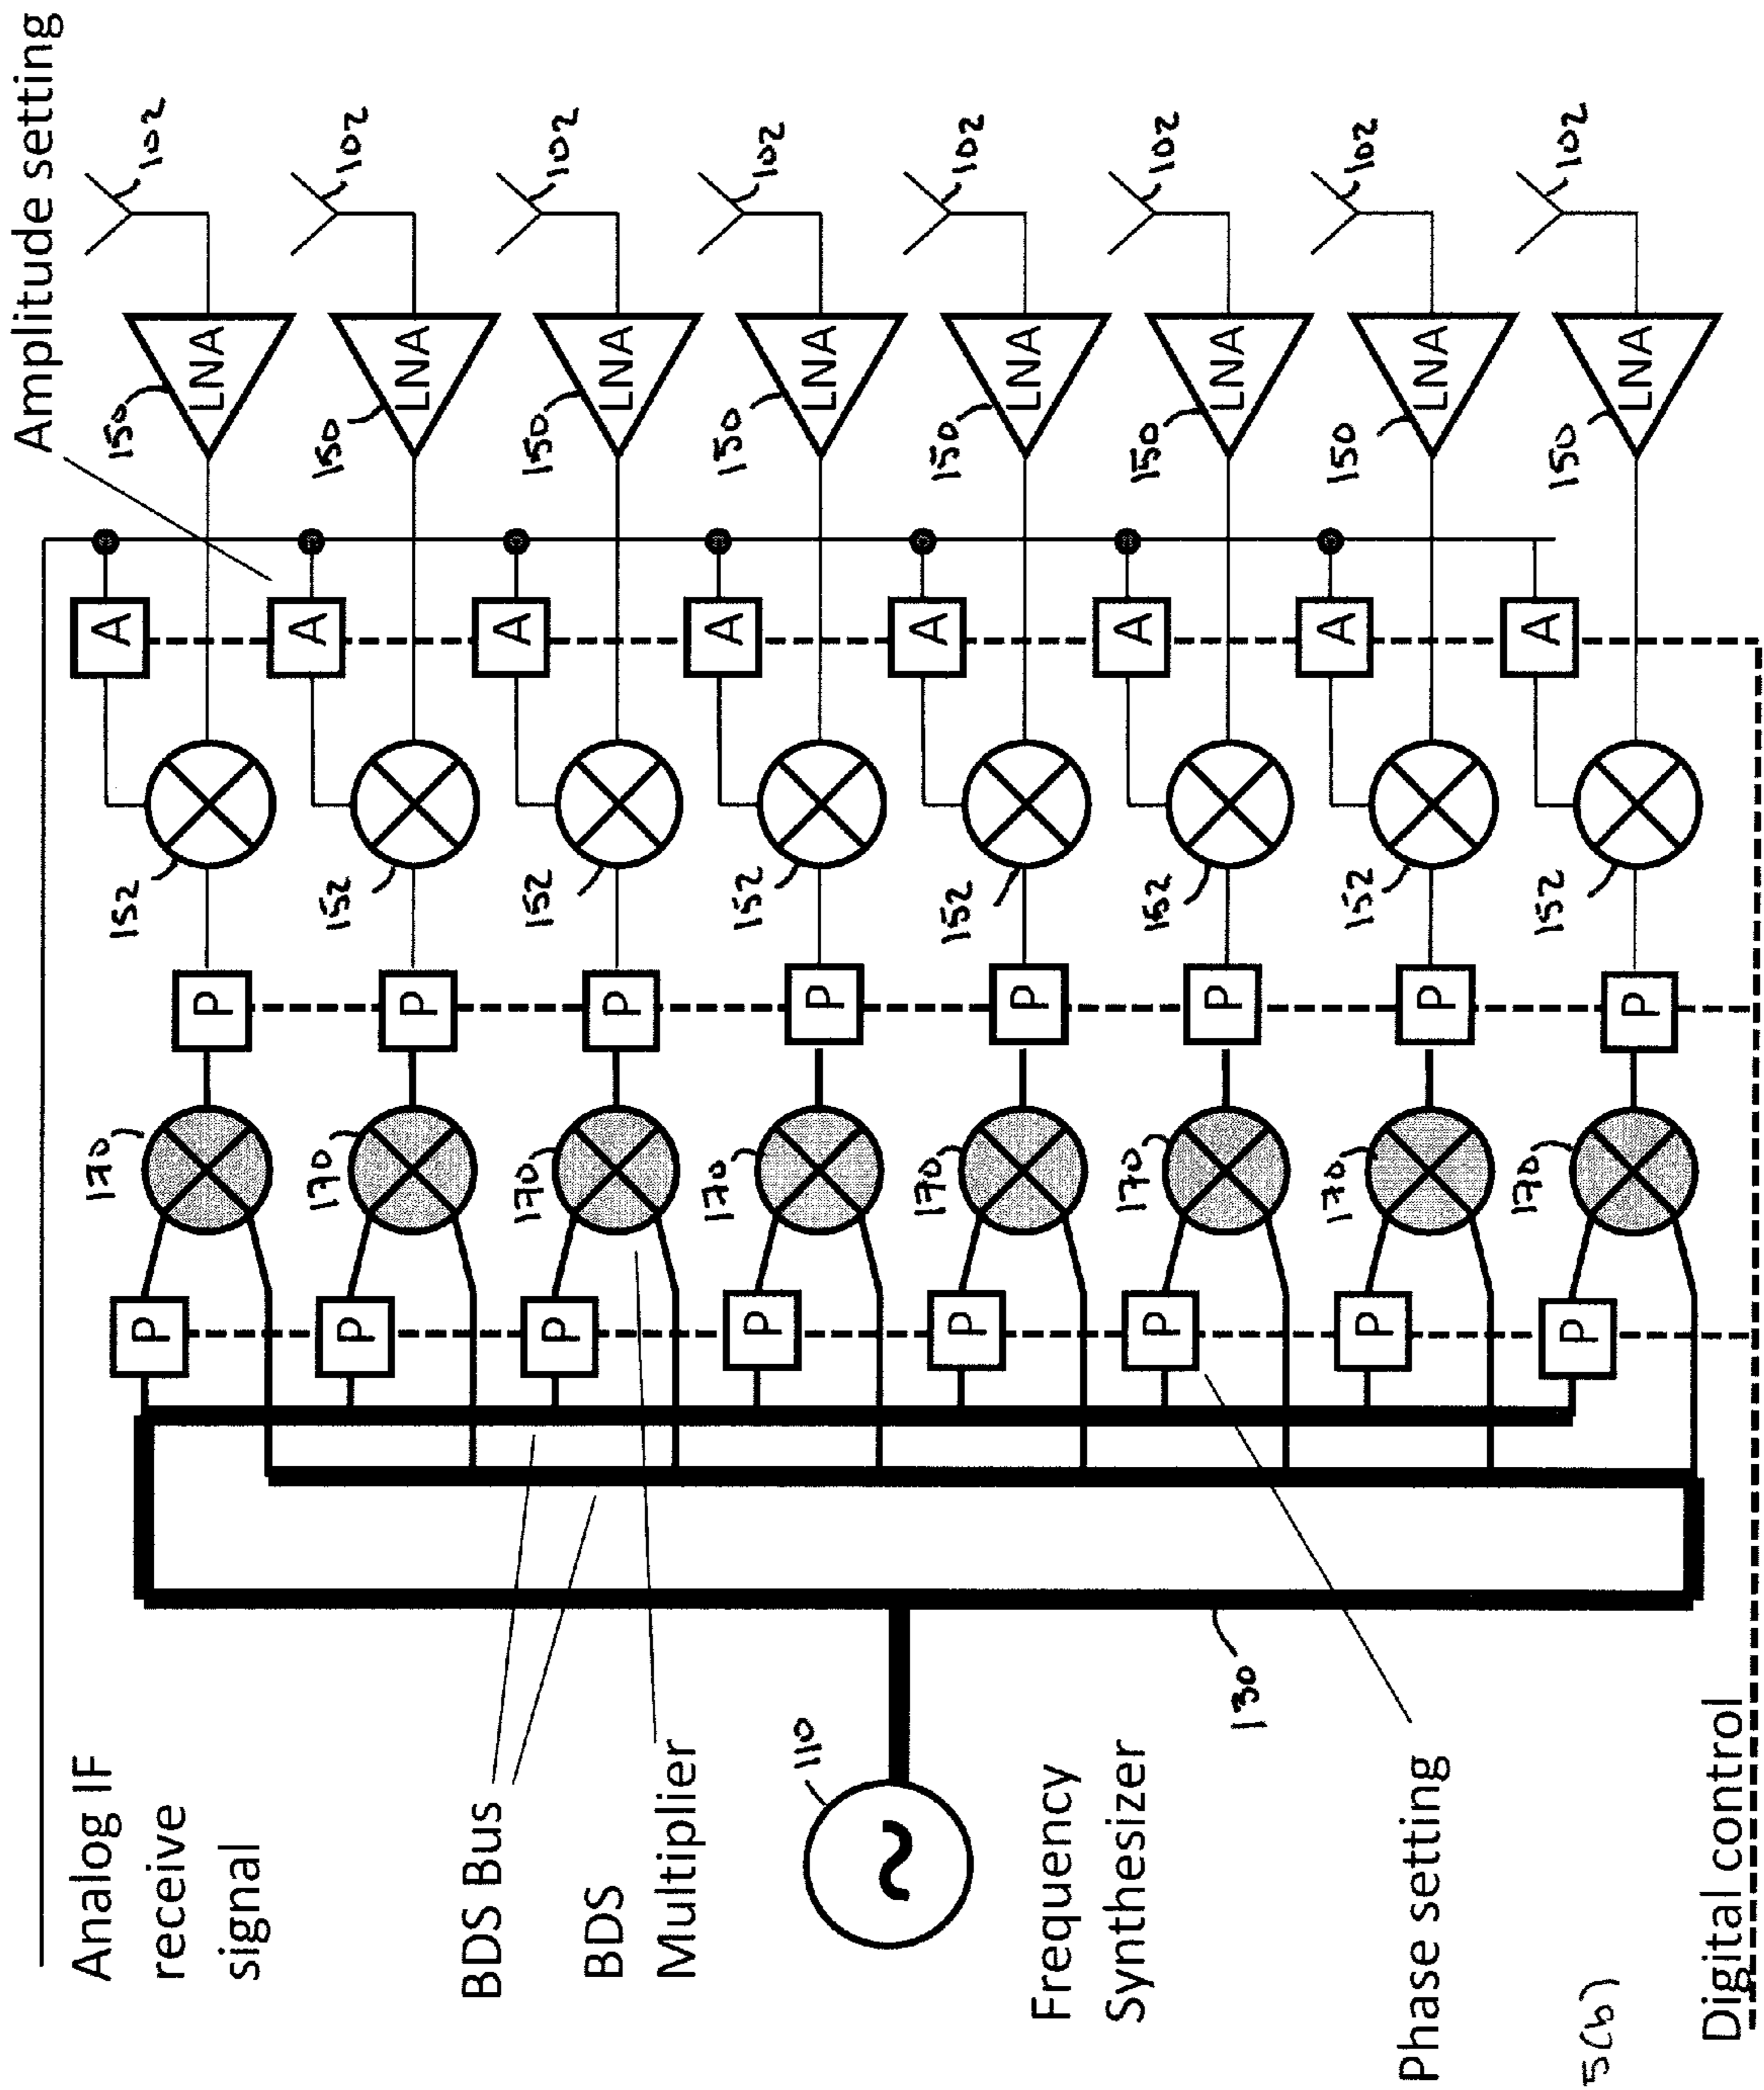 Amplitude setting
102
102
102
102
102
102
102
102
LNA
LNA
LNA
LNA
LNA
LNA
LNA
LNA
150
150
150
150
150
150
150
150
A
A
A
A
A
A
A
A
152
152
152
152
152
152
152
152
P
P
P
P
P
P
P
P
170
170
170
170
170
170
170
170
P
P
P
P
P
P
P
P
Analog IF
receive
signal
BDS Bus
BDS
Multiplier
110
Frequency
Synthesizer
130
Phase setting
5(b)
Digital control